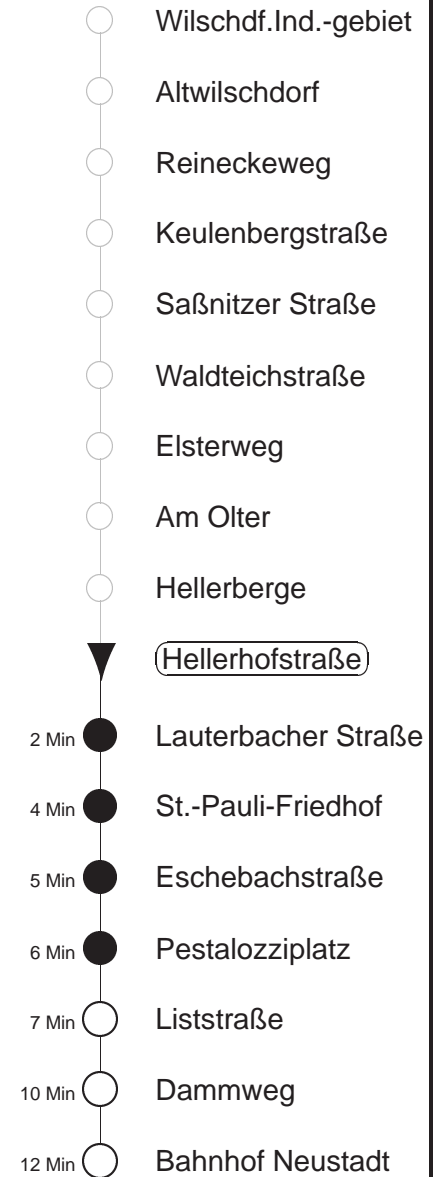 Wilschdf.Ind.-gebiet
Altwilschdorf
Reineckeweg
Keulenbergstraße
Saßnitzer Straße
Waldteichstraße
Elsterweg
Am Olter
Hellerberge
Hellerhofstraße
2 Min Lauterbacher Straße
4 Min St.-Pauli-Friedhof
5 Min Eschebachstraße
6 Min Pestalozziplatz
7 Min Liststraße
10 Min Dammweg
12 Min Bahnhof Neustadt